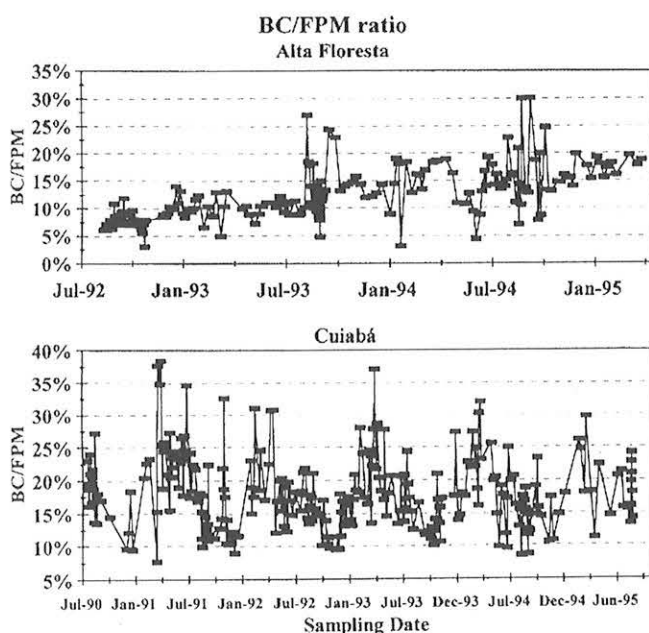 BC/FPM ratio
Alta Floresta
35%
30%
25%
20%
15%
10%
5%
0%
BC/FPM
Jul-92 Jan-93 Jul-93 Jan-94 Jul-94 Jan-95
Cuiabá
40%
35%
30%
25%
20%
15%
10%
5%
BC/FPM
Jul-90 Jan-91 Jul-91 Jan-92 Jul-92 Jan-93 Jul-93 Dec-93 Jul-94 Dec-94 Jun-95
Sampling Date